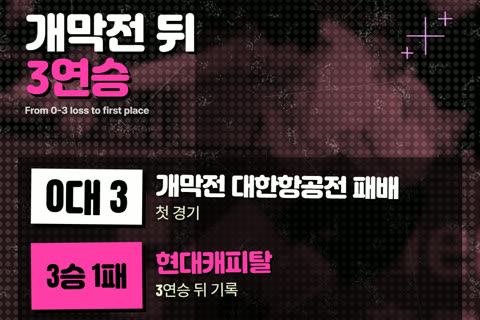 개막전 뒤
3연승
From 0-3 loss to first place
0대 3
개막전 대한항공전 패배
첫 경기
3승 1패
현대캐피탈
3연승 뒤 기록